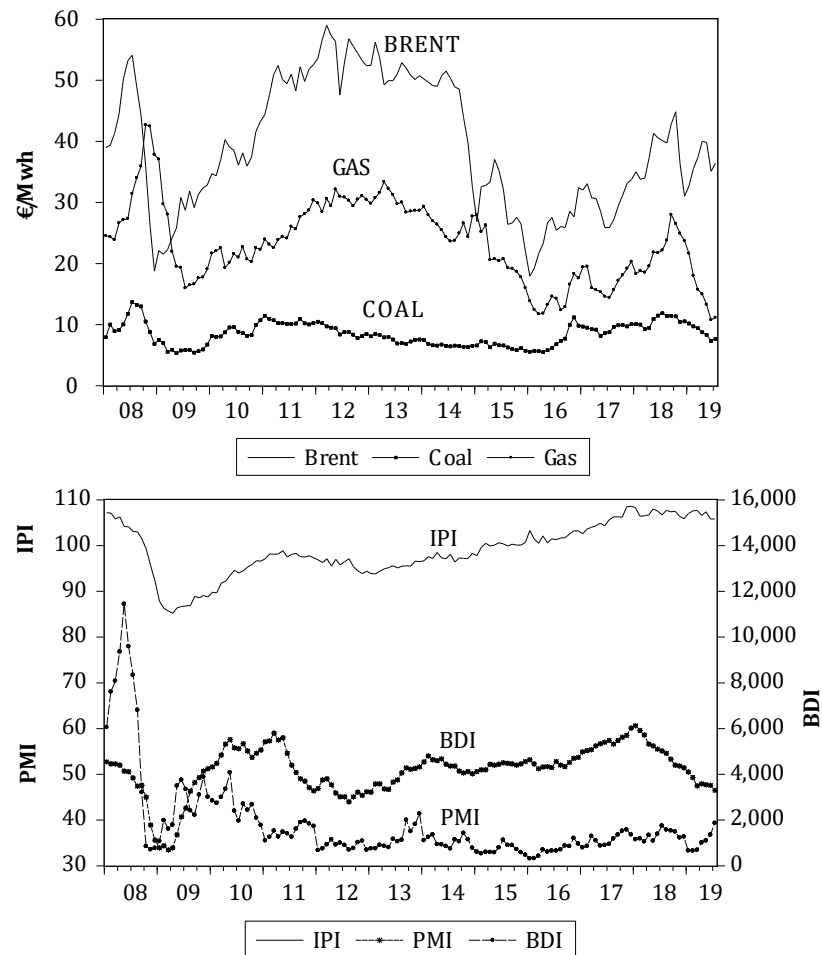 60
50
40
30
20
10
0
€/Mwh
BRENT
GAS
COAL
08 09 10 11 12 13 14 15 16 17 18 19
Brent Coal Gas
110
100
90
80
70
60
50
40
30
IPI
PMI
16,000
14,000
12,000
10,000
8,000
6,000
4,000
2,000
0
BDI
IPI
BDI
PMI
08 09 10 11 12 13 14 15 16 17 18 19
IPI PMI BDI